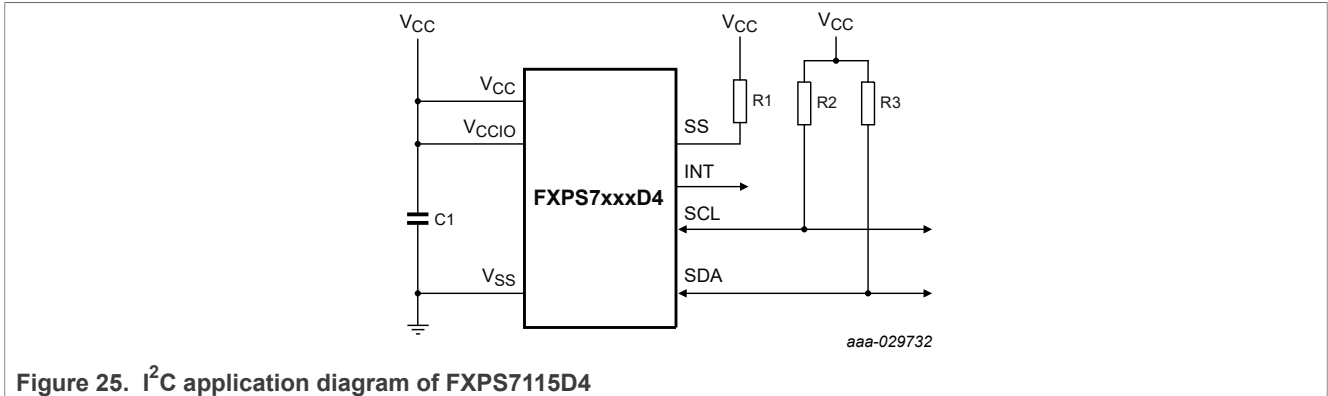 VCC
VCC
VCC
VCC
R1
R2
R3
VCCIO
SS
INT
FXPS7xxxD4
SCL
C1
VSS
SDA
aaa-029732
Figure 25. I2C application diagram of FXPS7115D4